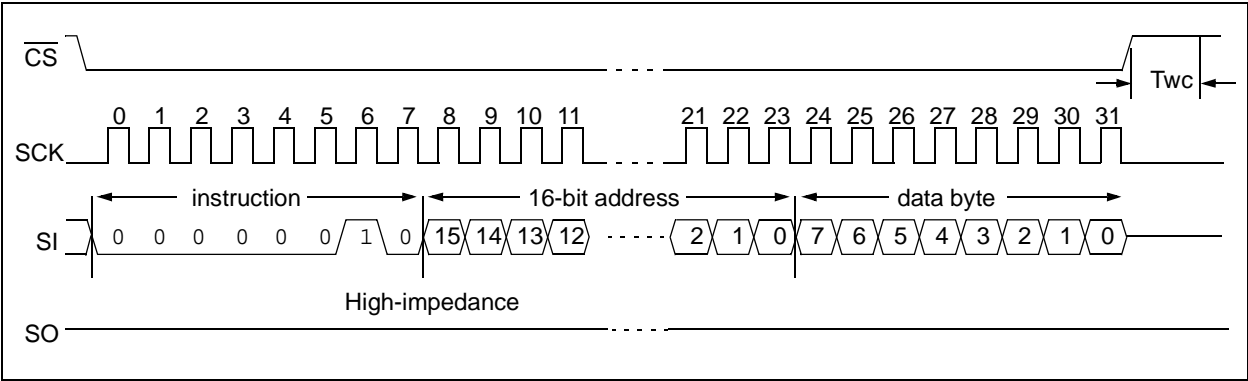 CS
Twc
0 1 2 3 4 5 6 7 8 9 10 11 21 22 23 24 25 26 27 28 29 30 31
SCK
instruction 16-bit address data byte
SI 0 0 0 0 0 0 1 0 15 14 13 12 2 1 0 7 6 5 4 3 2 1 0
High-impedance
SO